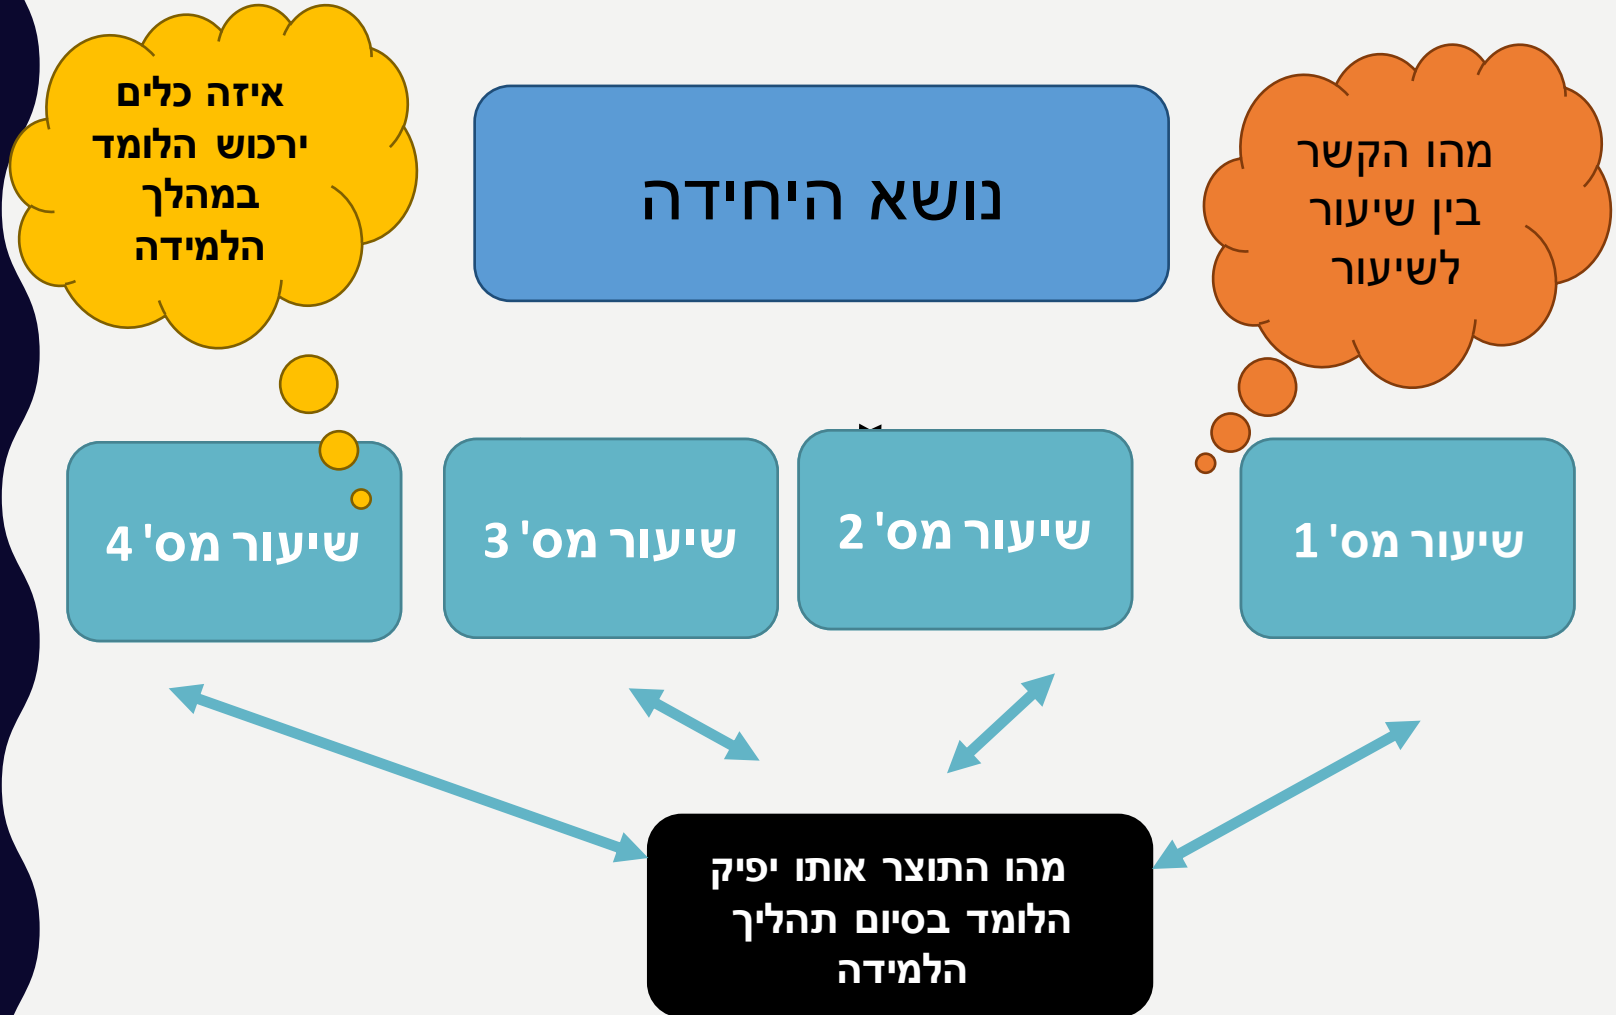 נושא היחידה
מהו הקשר
בין שיעור
לשיעור
איזה כלים
ירכוש הלומד
במהלך
הלמידה
שיעור מס' 1
שיעור מס' 2
שיעור מס' 3
שיעור מס' 4
מהו התוצר אותו יפיק
הלומד בסיום תהליך
הלמידה